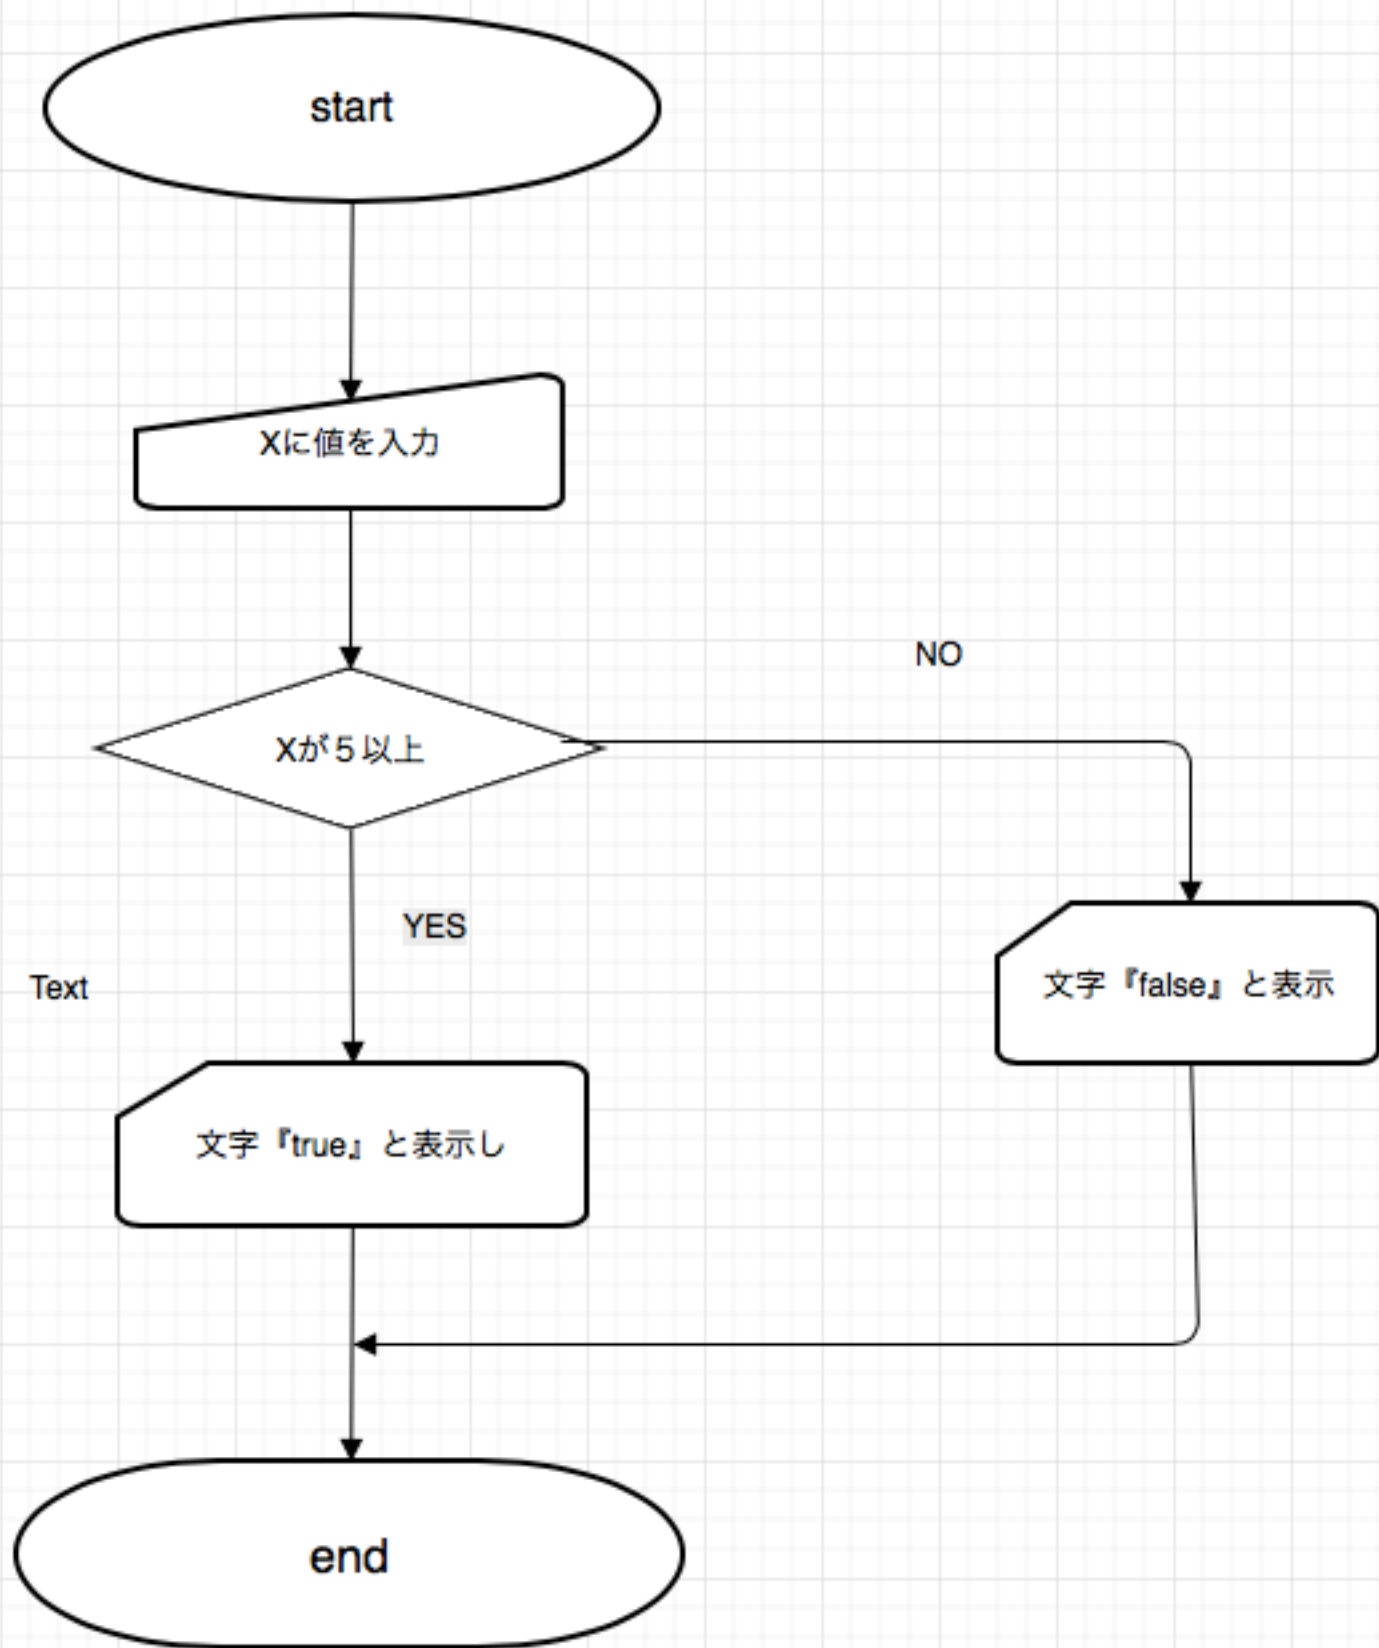 start
Xに値を入力
NO
Xが５以上
YES
Text
文字『false』と表示
文字『true』と表示し
end